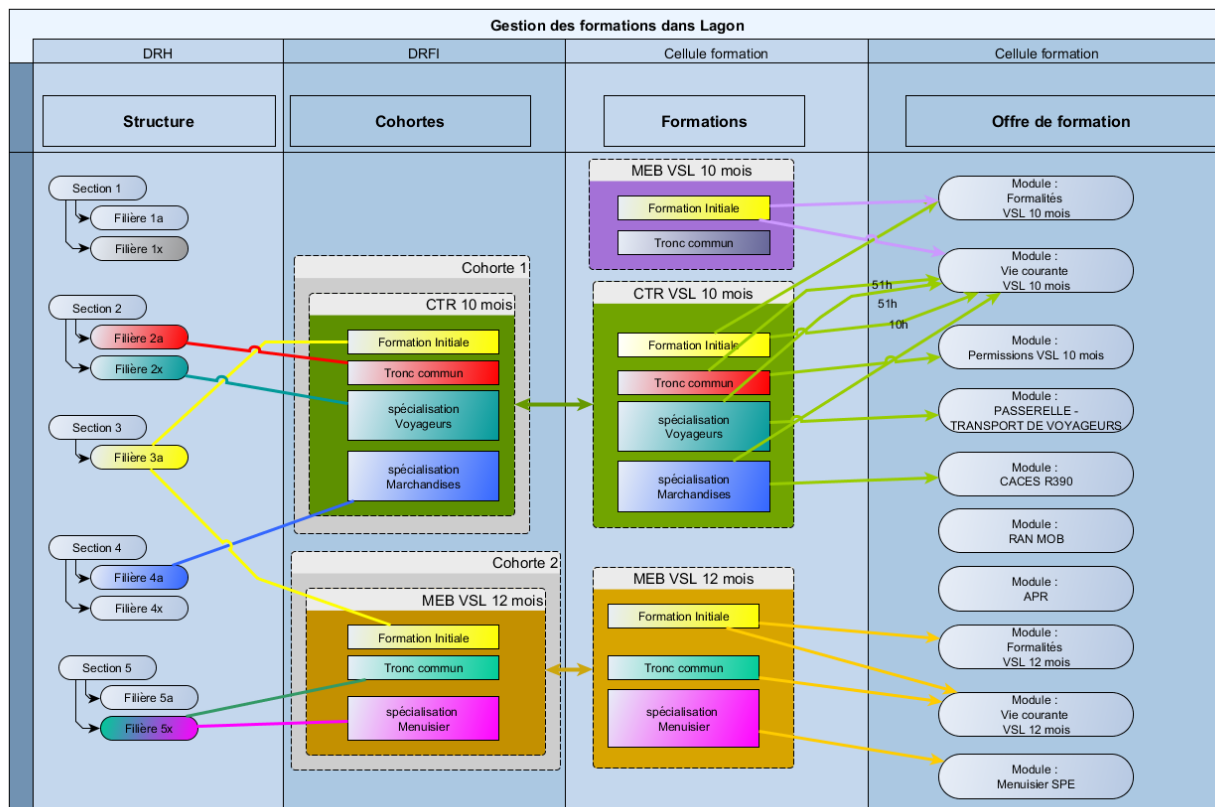 Gestion des formations dans Lagon
DRH
DRFI
Cellule formation
Cellule formation
Structure
Cohortes
Formations
Offre de formation
Section 1
Filière 1a
Filière 1x
Section 2
Filière 2a
Filière 2x
Section 3
Filière 3a
Section 4
Filière 4a
Filière 4x
Section 5
Filière 5a
Filière 5x
Cohorte 1
CTR 10 mois
Formation Initiale
Tronc commun
spécialisation
Voyageurs
spécialisation
Marchandises
Cohorte 2
MEB VSL 12 mois
Formation Initiale
Tronc commun
spécialisation
Menuisier
MEB VSL 10 mois
Formation Initiale
Tronc commun
CTR VSL 10 mois
Formation Initiale
Tronc commun
spécialisation
Voyageurs
spécialisation
Marchandises
MEB VSL 12 mois
Formation Initiale
Tronc commun
spécialisation
Menuisier
51h
51h
10h
Module :
Formalités
VSL 10 mois
Module :
Vie courante
VSL 10 mois
Module :
Permissions VSL 10 mois
Module :
PASSERELLE -
TRANSPORT DE VOYAGEURS
Module :
CACES R390
Module :
RAN MOB
Module :
APR
Module :
Formalités
VSL 12 mois
Module :
Vie courante
VSL 12 mois
Module :
Menuisier SPE